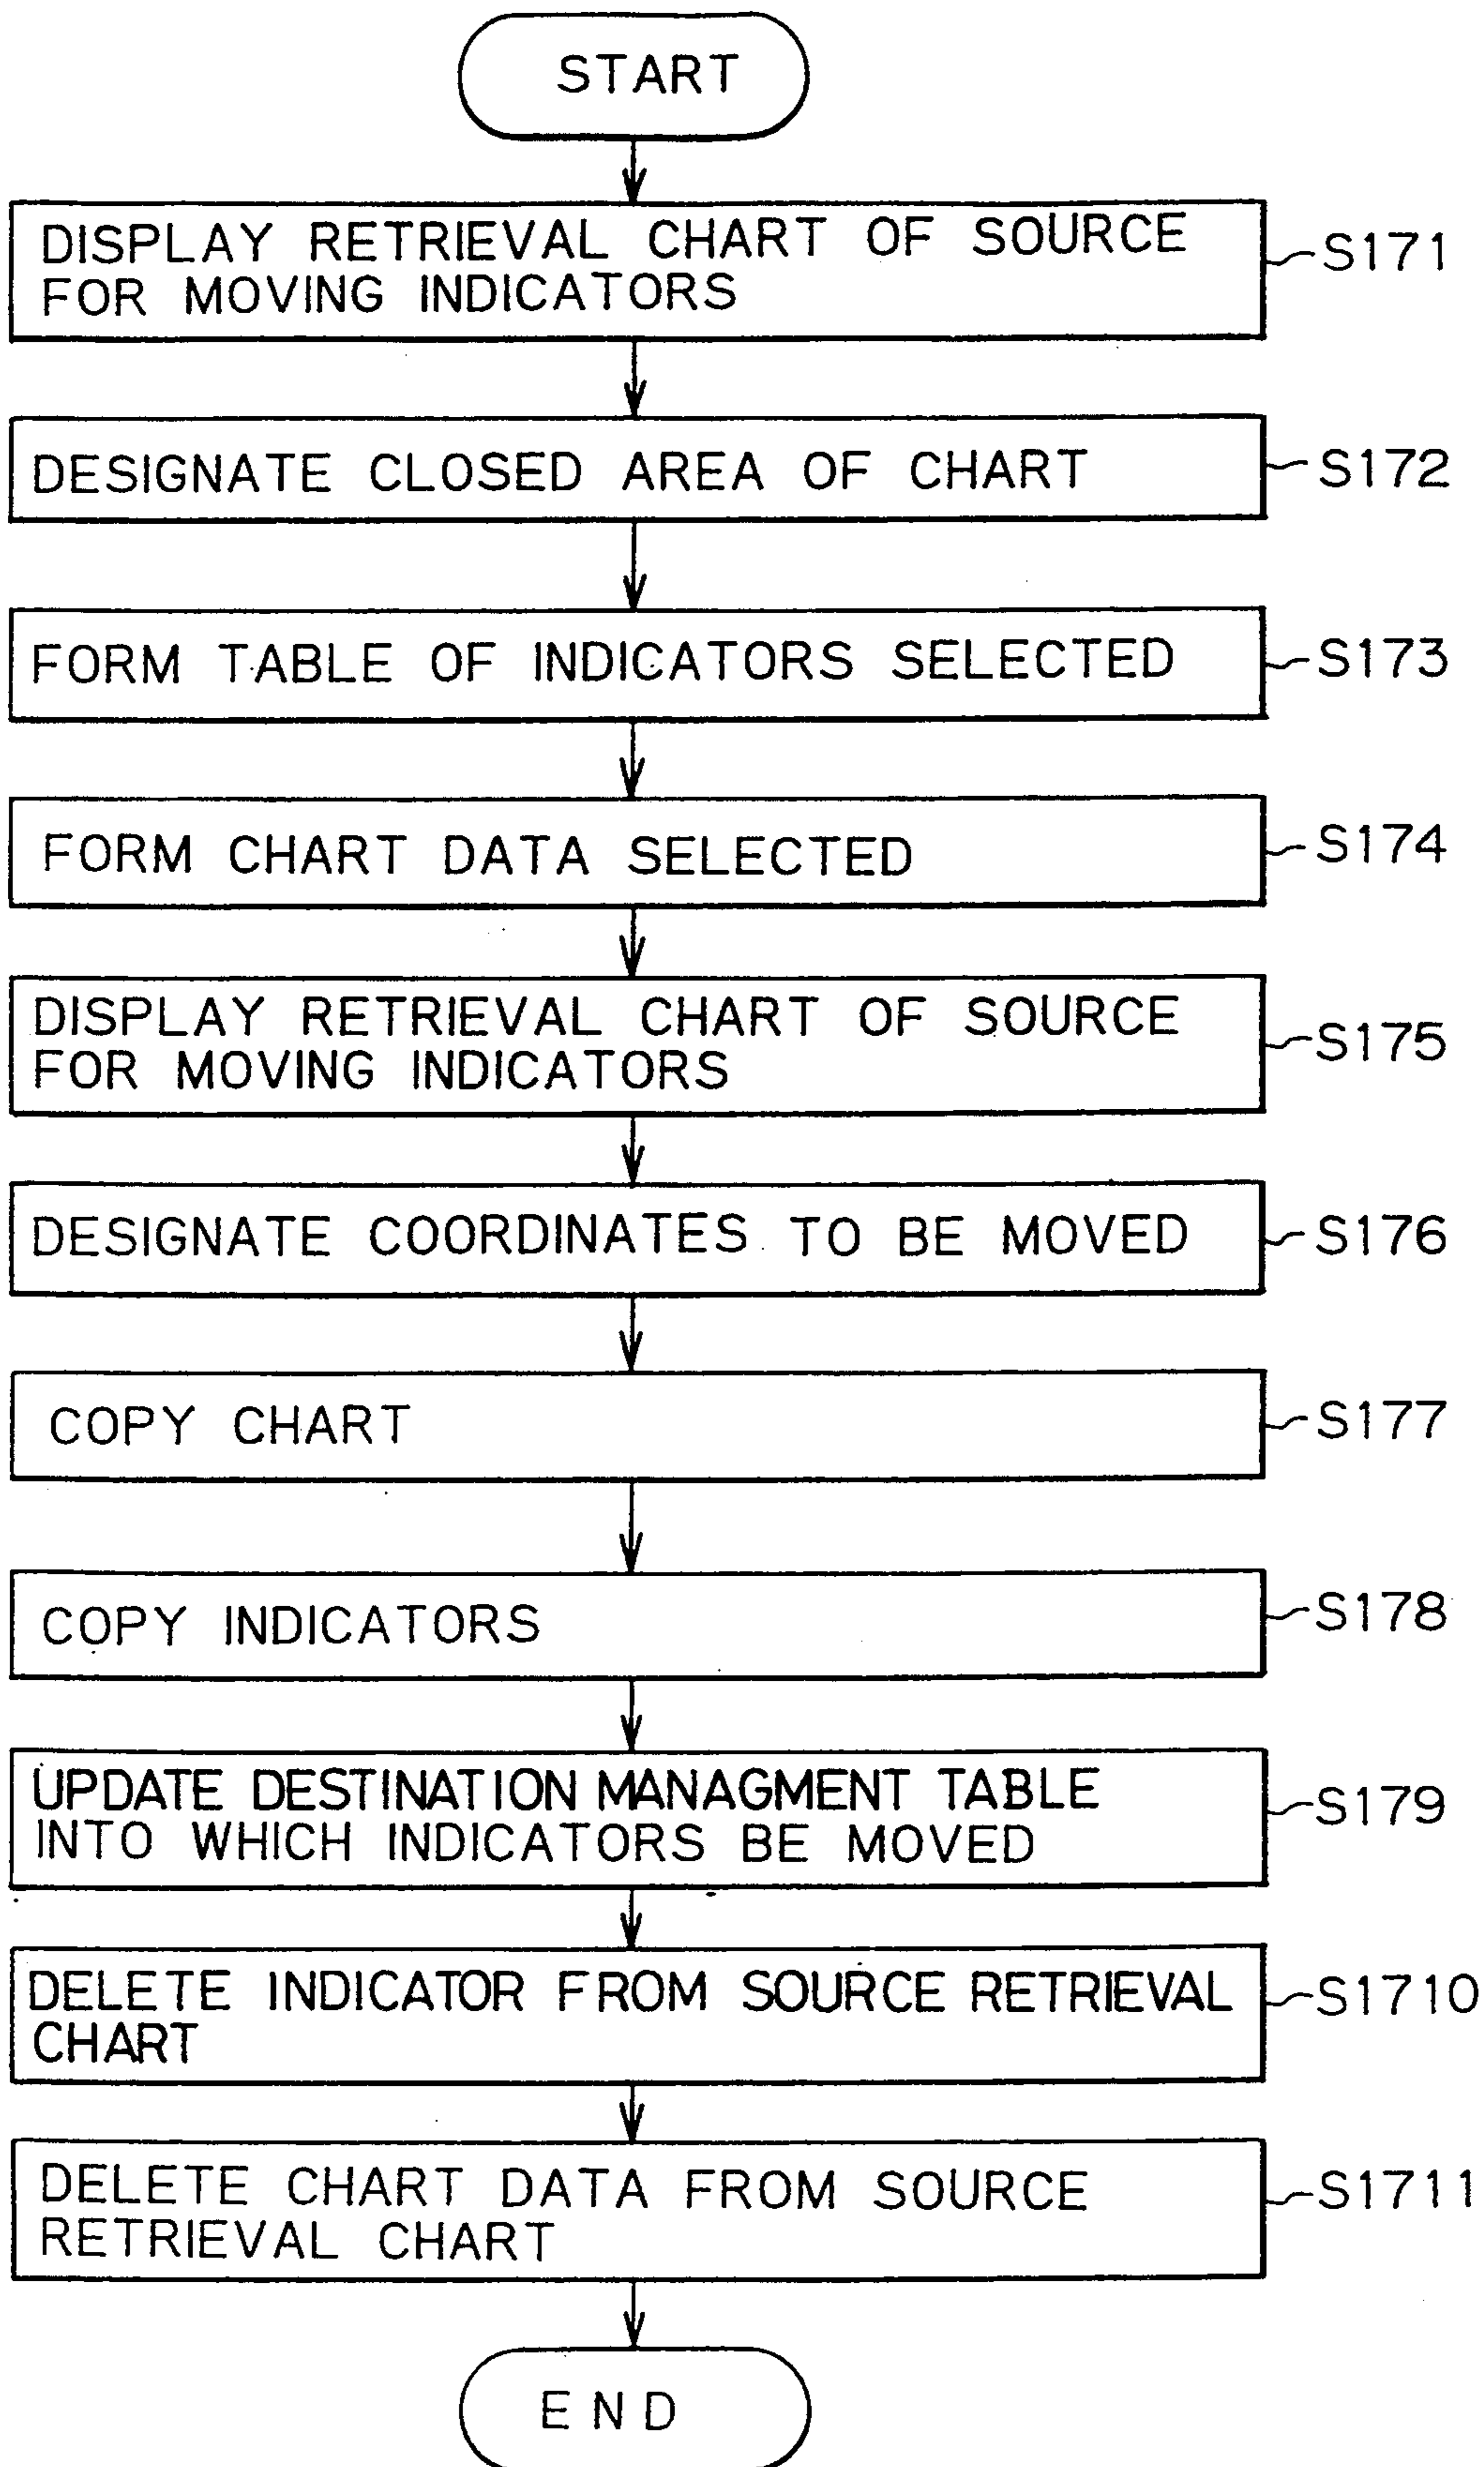 START
DISPLAY RETRIEVAL CHART OF SOURCE
FOR MOVING INDICATORS
S171
DESIGNATE CLOSED AREA OF CHART
S172
FORM TABLE OF INDICATORS SELECTED
S173
FORM CHART DATA SELECTED
S174
DISPLAY RETRIEVAL CHART OF SOURCE
FOR MOVING INDICATORS
S175
DESIGNATE COORDINATES TO BE MOVED
S176
COPY CHART
S177
COPY INDICATORS
S178
UPDATE DESTINATION MANAGMENT TABLE
INTO WHICH INDICATORS BE MOVED
S179
DELETE INDICATOR FROM SOURCE RETRIEVAL
CHART
S1710
DELETE CHART DATA FROM SOURCE
RETRIEVAL CHART
S1711
END